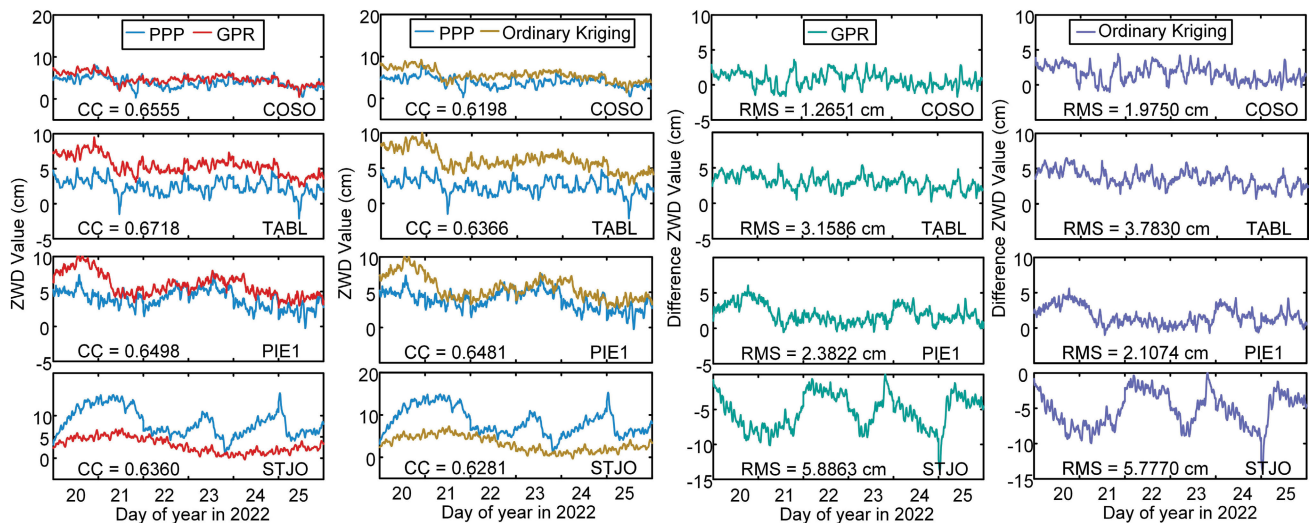 20
10
0
PPP GPR
CC = 0.6555 COSO
10
5
0
-5
CC = 0.6718 TABL
10
5
0
-5
CC = 0.6498 PIE1
10
5
0
CC = 0.6360 STJO
ZWD Value (cm)
20 21 22 23 24 25
Day of year in 2022
20
10
0
PPP Ordinary Kriging
CC = 0.6198 COSO
10
5
0
-5
CC = 0.6366 TABL
10
5
0
CC = 0.6481 PIE1
20
10
0
CC = 0.6281 STJO
ZWD Value (cm)
20 21 22 23 24 25
Day of year in 2022
10
5
0
-5
GPR
RMS = 1.2651 cm COSO
10
5
0
RMS = 3.1586 cm TABL
10
5
0
RMS = 2.3822 cm PIE1
0
-5
-10
-15
RMS = 5.8863 cm STJO
Difference ZWD Value (cm)
20 21 22 23 24 25
Day of year in 2022
10
5
0
-5
Ordinary Kriging
RMS = 1.9750 cm COSO
10
5
0
RMS = 3.7830 cm TABL
10
5
0
RMS = 2.1074 cm PIE1
0
-5
-10
-15
RMS = 5.7770 cm STJO
Difference ZWD Value (cm)
20 21 22 23 24 25
Day of year in 2022